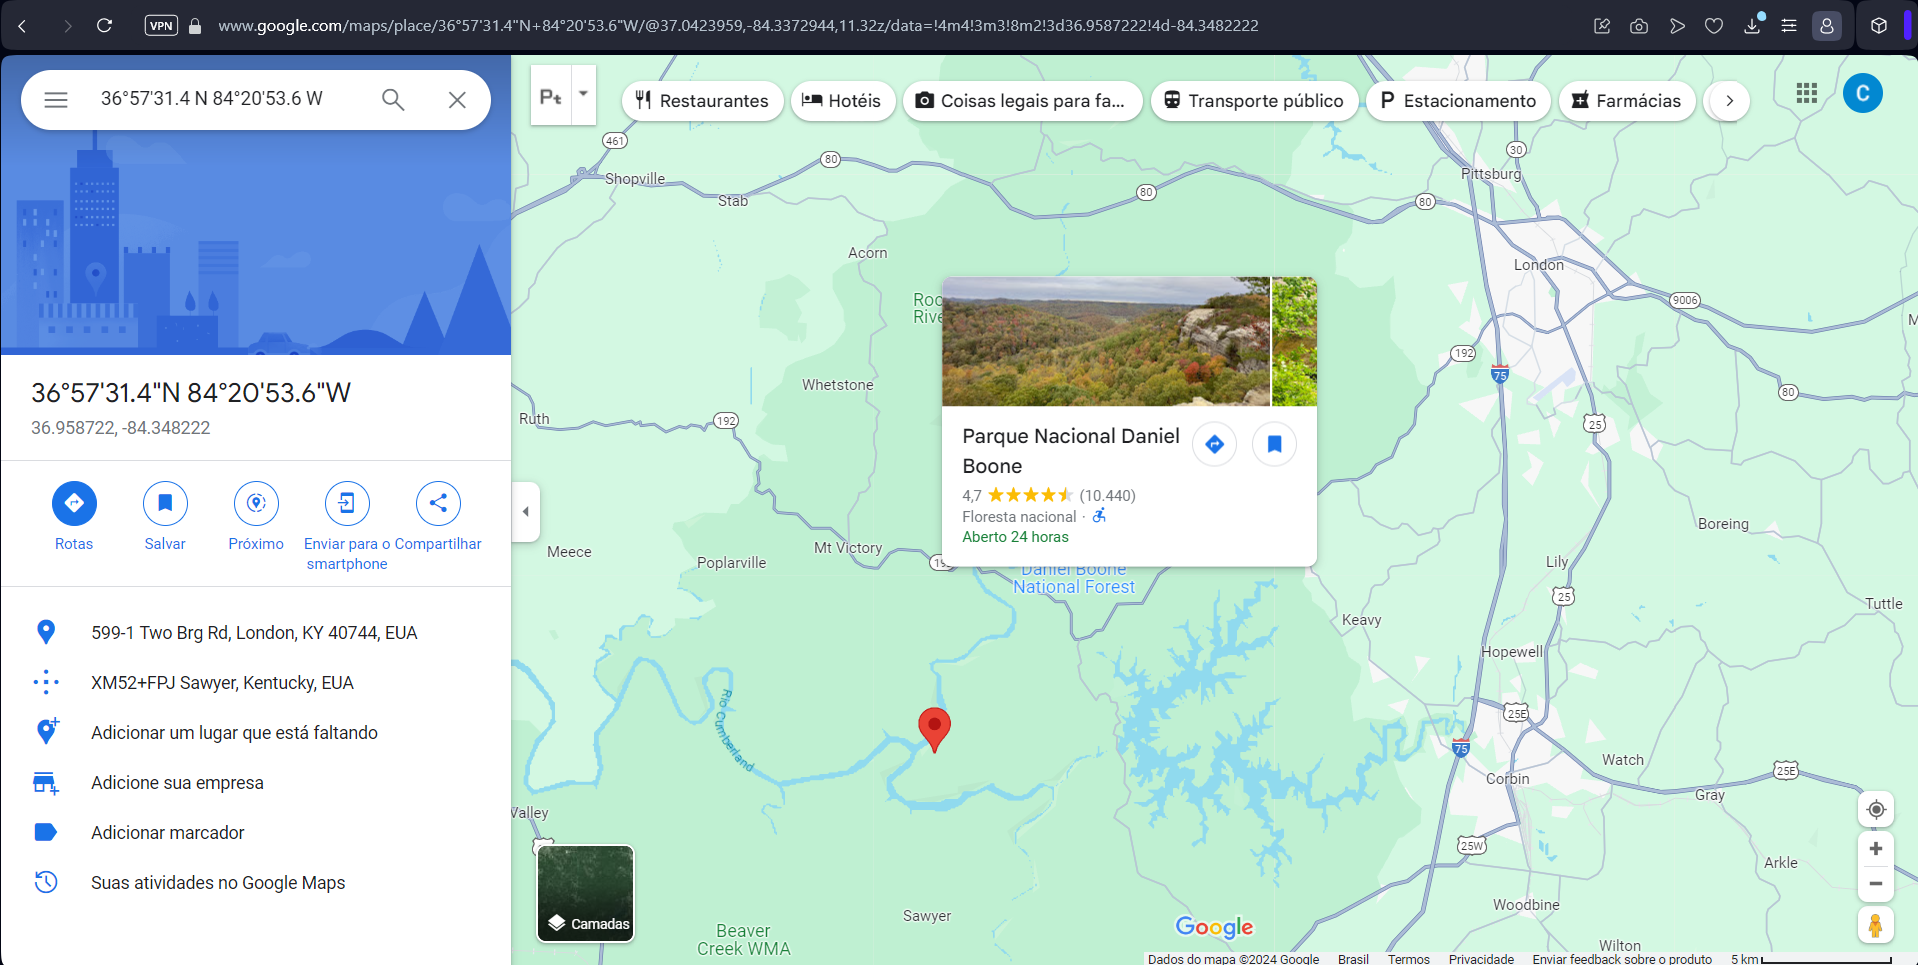 VPN
www.google.com/maps/place/36°57'31.4"N+84°20'53.6"W/@37.0423959,-84.3372944,11.32z/data=!4m4!3m3!8m2!3d36.9587222!4d-84.3482222
36°57'31.4 N 84°20'53.6 W
36°57'31.4"N 84°20'53.6"W
36.958722, -84.348222
Rotas
Salvar
Próximo
Enviar para o smartphone
Compartilhar
599-1 Two Brg Rd, London, KY 40744, EUA
XM52+FPJ Sawyer, Kentucky, EUA
Adicionar um lugar que está faltando
Adicione sua empresa
Adicionar marcador
Suas atividades no Google Maps
Restaurantes
Hotéis
Coisas legais para fa...
Transporte público
P Estacionamento
Farmácias
C
461
80
30
Shopville
Pittsburg
80
Stab
80
Acorn
London
9006
192
75
Whetstone
80
Ruth
192
25
Parque Nacional Daniel
Boone
4,7 (10.440)
Floresta nacional ·
Aberto 24 horas
Boreing
Meece
Mt Victory
Poplarville
Lily
Daniel Boone
National Forest
25
Tuttle
Keavy
Hopewell
Rio Cumberland
25E
75
Watch
25E
Corbin
Gray
Valley
25W
Arkle
Camadas
Sawyer
Woodbine
Beaver
Creek WMA
Google
Wilton
Dados do mapa ©2024 Google
Brasil
Termos
Privacidade
Enviar feedback sobre o produto
5 km